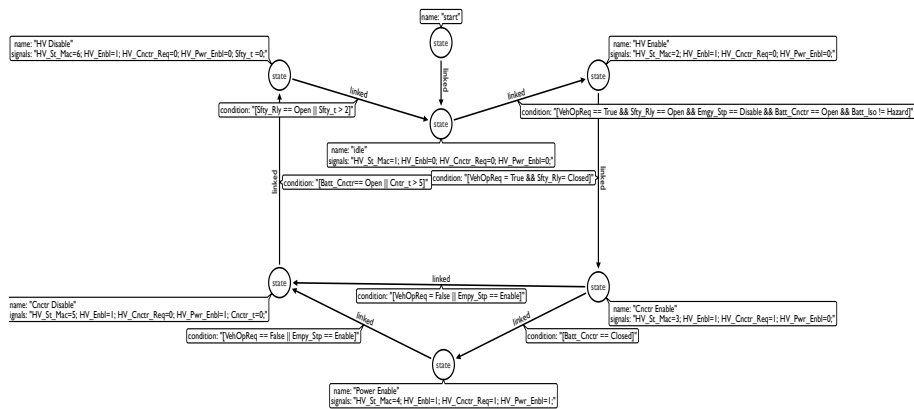 name: "start"
state
linked
name: "HV Disable"
signals: "HV_St_Mac=6; HV_Enbl=1; HV_Cnctr_Req=0; HV_Pwr_Enbl=0; Sfty_t =0;"
state
name: "HV Enable"
signals: "HV_St_Mac=2; HV_Enbl=1; HV_Cnctr_Req=0; HV_Pwr_Enbl=0;"
state
linked
linked
condition: "[Sfty_Rly == Open || Sfty_t > 2]"
condition: "[VehOpReq == True && Sfty_Rly == Open && Emgy_Stp == Disable && Batt_Cnctr == Open && Batt_Iso != Hazard]"
state
name: "idle"
signals: "HV_St_Mac=1; HV_Enbl=0; HV_Cnctr_Req=0; HV_Pwr_Enbl=0;"
linked
condition: "[Batt_Cnctr== Open || Cntr_t > 5]"
condition: "[VehOpReq = True && Sfty_Rly= Closed]"
linked
state
linked
state
condition: "[VehOpReq = False || Empy_Stp == Enable]"
name: "Cnctr Disable"
ignals: "HV_St_Mac=5; HV_Enbl=1; HV_Cnctr_Req=0; HV_Pwr_Enbl=1; Cnctr_t=0;"
name: "Cnctr Enable"
signals: "HV_St_Mac=3; HV_Enbl=1; HV_Cnctr_Req=1; HV_Pwr_Enbl=0;"
linked
linked
condition: "[VehOpReq == False || Empy_Stp == Enable]"
condition: "[Batt_Cnctr == Closed]"
state
name: "Power Enable"
signals: "HV_St_Mac=4; HV_Enbl=1; HV_Cnctr_Req=1; HV_Pwr_Enbl=1;"